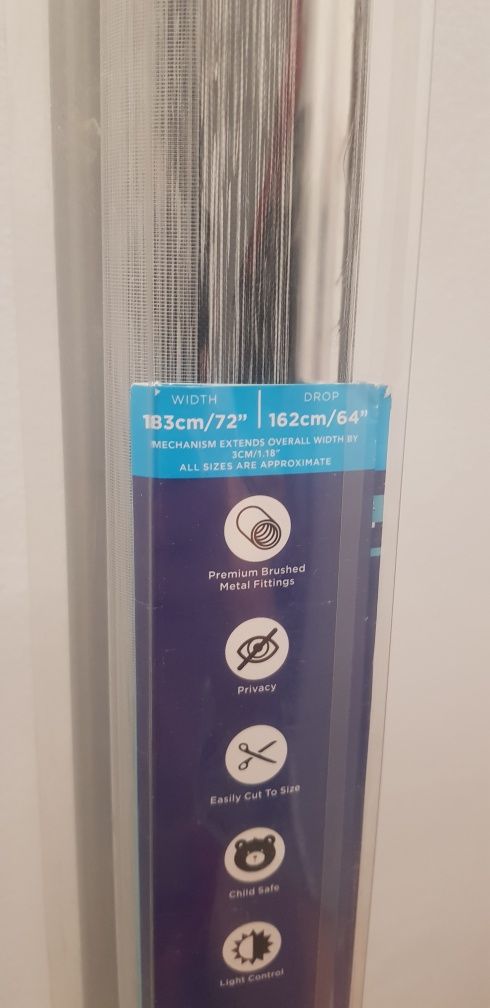 WIDTH DROP
183cm/72" 162cm/64"
MECHANISM EXTENDS OVERALL WIDTH BY
3CM/1.18"
ALL SIZES ARE APPROXIMATE
Premium Brushed
Metal Fittings
Privacy
Easily Cut To Size
Child Safe
Light Control